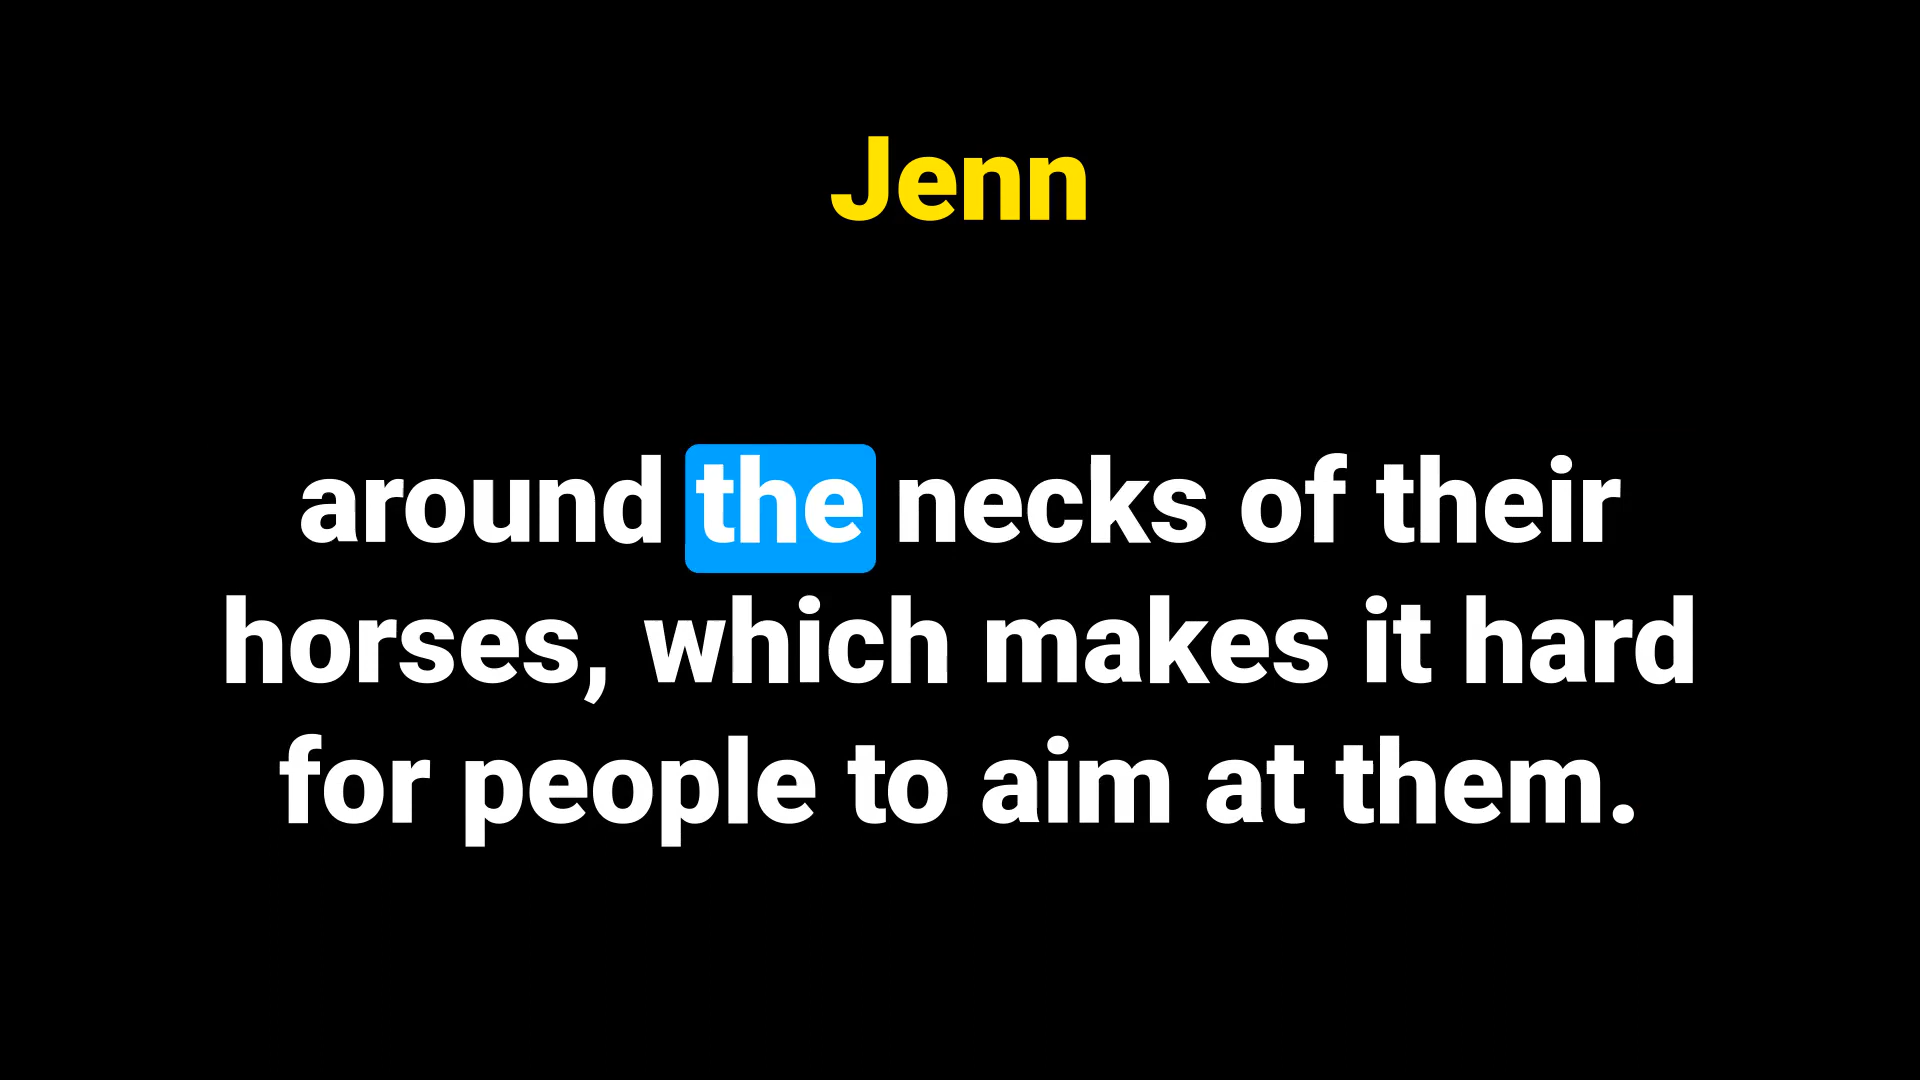 Jenn
around the necks of their
horses, which makes it hard
for people to aim at them.